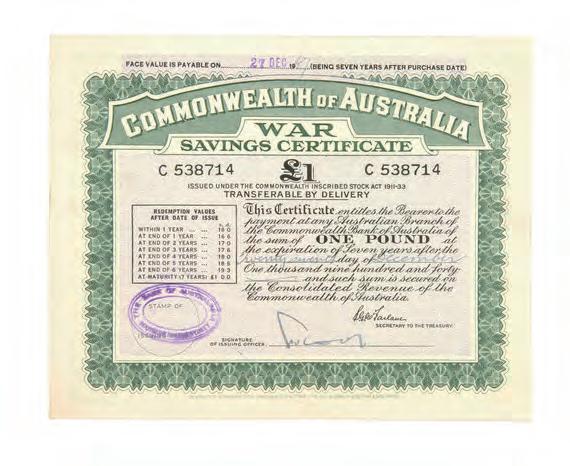 FACE VALUE IS PAYABLE ON 27 DEC 19 (BEING SEVEN YEARS AFTER PURCHASE DATE)
COMMONWEALTH OF AUSTRALIA
WAR
SAVINGS CERTIFICATE
C 538714 £1 C 538714
ISSUED UNDER THE COMMONWEALTH INSCRIBED STOCK ACT 1911-33
TRANSFERABLE BY DELIVERY
REDEMPTION VALUES
AFTER DATE OF ISSUE
WITHIN 1 YEAR ... ... 16 0
AT END OF 1 YEAR ... 16 6
AT END OF 2 YEARS ... 17 0
AT END OF 3 YEARS ... 17 6
AT END OF 4 YEARS ... 18 0
AT END OF 5 YEARS ... 18 6
AT END OF 6 YEARS ... 19 3
AT MATURITY (7 YEARS) £1 0 0
This Certificate entitles the Bearer to the
payment at any Australian Branch of
the Commonwealth Bank of Australia of
the sum of ONE POUND at
the expiration of Seven years after the
twenty seventh day of December
One thousand nine hundred and forty-
and such sum is secured on
the Consolidated Revenue of the
Commonwealth of Australia.
SECRETARY TO THE TREASURY.
STAMP OF
ISSUING
SIGNATURE
OF ISSUING OFFICER